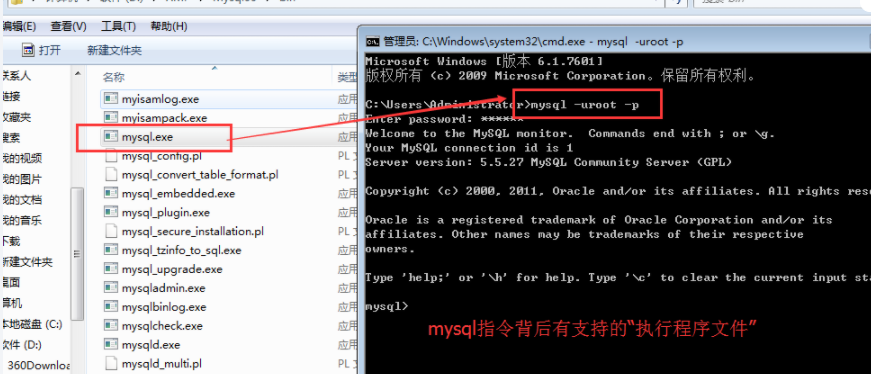 编辑(E) 查看(V) 工具(T) 帮助(H)
打开 新建文件夹
名称
类型
系人
链接
收藏夹
搜索
我的视频
我的图片
我的文档
我的音乐
下载
新建文件夹
桌面
算机
本地磁盘 (C:)
软件 (D:)
360Downloa
myisamlog.exe 应用
myisampack.exe 应用
mysql.exe 应用
mysql_config.pl PL
mysql_convert_table_format.pl PL
mysql_embedded.exe 应用
mysql_plugin.exe 应用
mysql_secure_installation.pl PL
mysql_tzinfo_to_sql.exe 应用
mysql_upgrade.exe 应用
mysqladmin.exe 应用
mysqlbinlog.exe 应用
mysqlcheck.exe 应用
mysqld.exe 应用
mysqld_multi.pl PL
管理员: C:\Windows\system32\cmd.exe - mysql -uroot -p
Microsoft Windows [版本 6.1.7601]
版权所有 (c) 2009 Microsoft Corporation。保留所有权利。
C:\Users\Administrator>mysql -uroot -p
Enter password: ******
Welcome to the MySQL monitor. Commands end with ; or \g.
Your MySQL connection id is 1
Server version: 5.5.27 MySQL Community Server (GPL)
Copyright (c) 2000, 2011, Oracle and/or its affiliates. All rights rese
Oracle is a registered trademark of Oracle Corporation and/or its
affiliates. Other names may be trademarks of their respective
owners.
Type 'help;' or '\h' for help. Type '\c' to clear the current input sta
mysql>
mysql指令背后有支持的“执行程序文件”